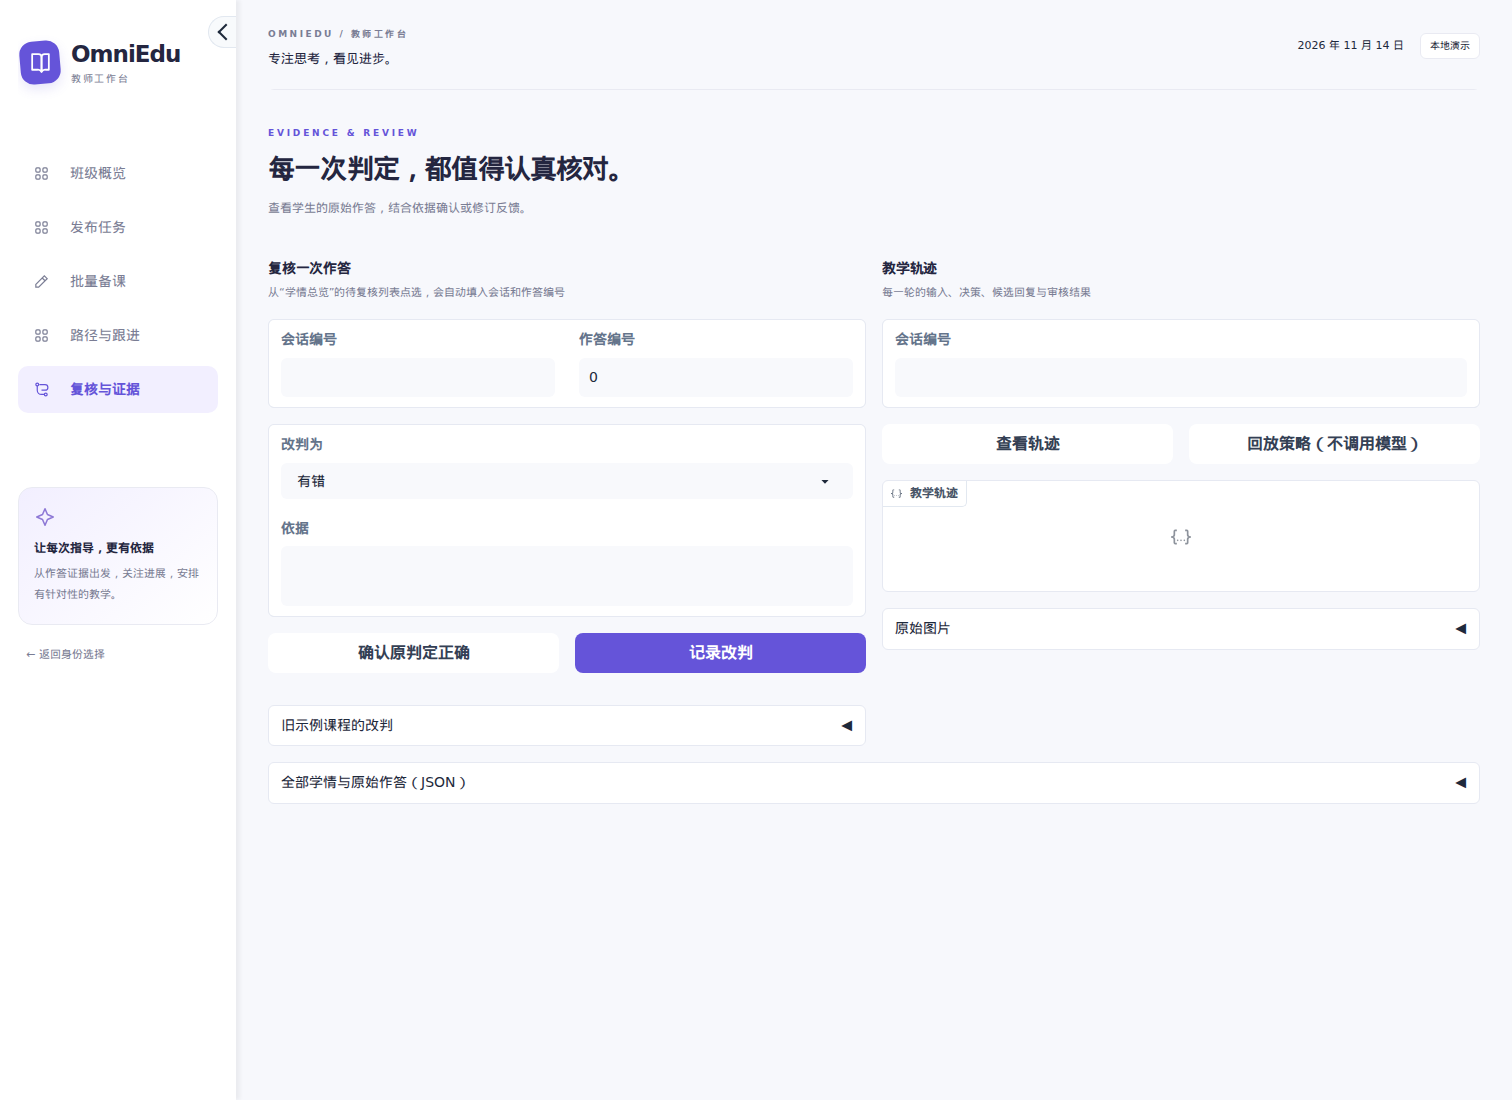 OmniEdu
教师工作台
班级概览
发布任务
批量备课
路径与跟进
复核与证据
让每次指导，更有依据
从作答证据出发，关注进展，安排
有针对性的教学。
← 返回身份选择
OMNIEDU / 教师工作台
专注思考，看见进步。
2026 年 11 月 14 日
本地演示
EVIDENCE & REVIEW
每一次判定，都值得认真核对。
查看学生的原始作答，结合依据确认或修订反馈。
复核一次作答
从“学情总览”的待复核列表点选，会自动填入会话和作答编号
会话编号
作答编号
0
改判为
有错
依据
确认原判定正确
记录改判
旧示例课程的改判
教学轨迹
每一轮的输入、决策、候选回复与审核结果
会话编号
查看轨迹
回放策略（不调用模型）
{..} 教学轨迹
{...}
原始图片
全部学情与原始作答（JSON）